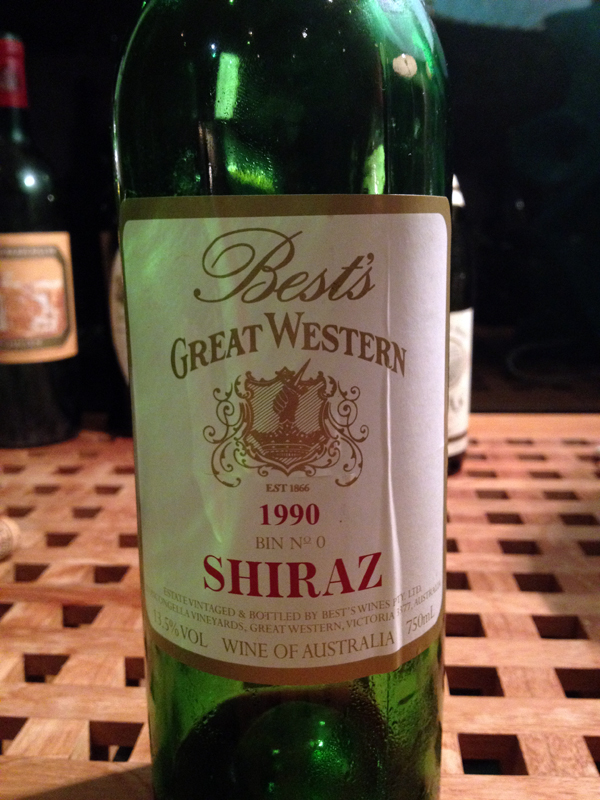 Best's
GREAT WESTERN
EST 1866
1990
BIN Nº 0
SHIRAZ
ESTATE VINTAGED & BOTTLED BY BEST'S WINES PTY. LTD.
VINEYARDS, GREAT WESTERN, VICTORIA 3377, AUSTRALIA
13.5% VOL WINE OF AUSTRALIA 750mL